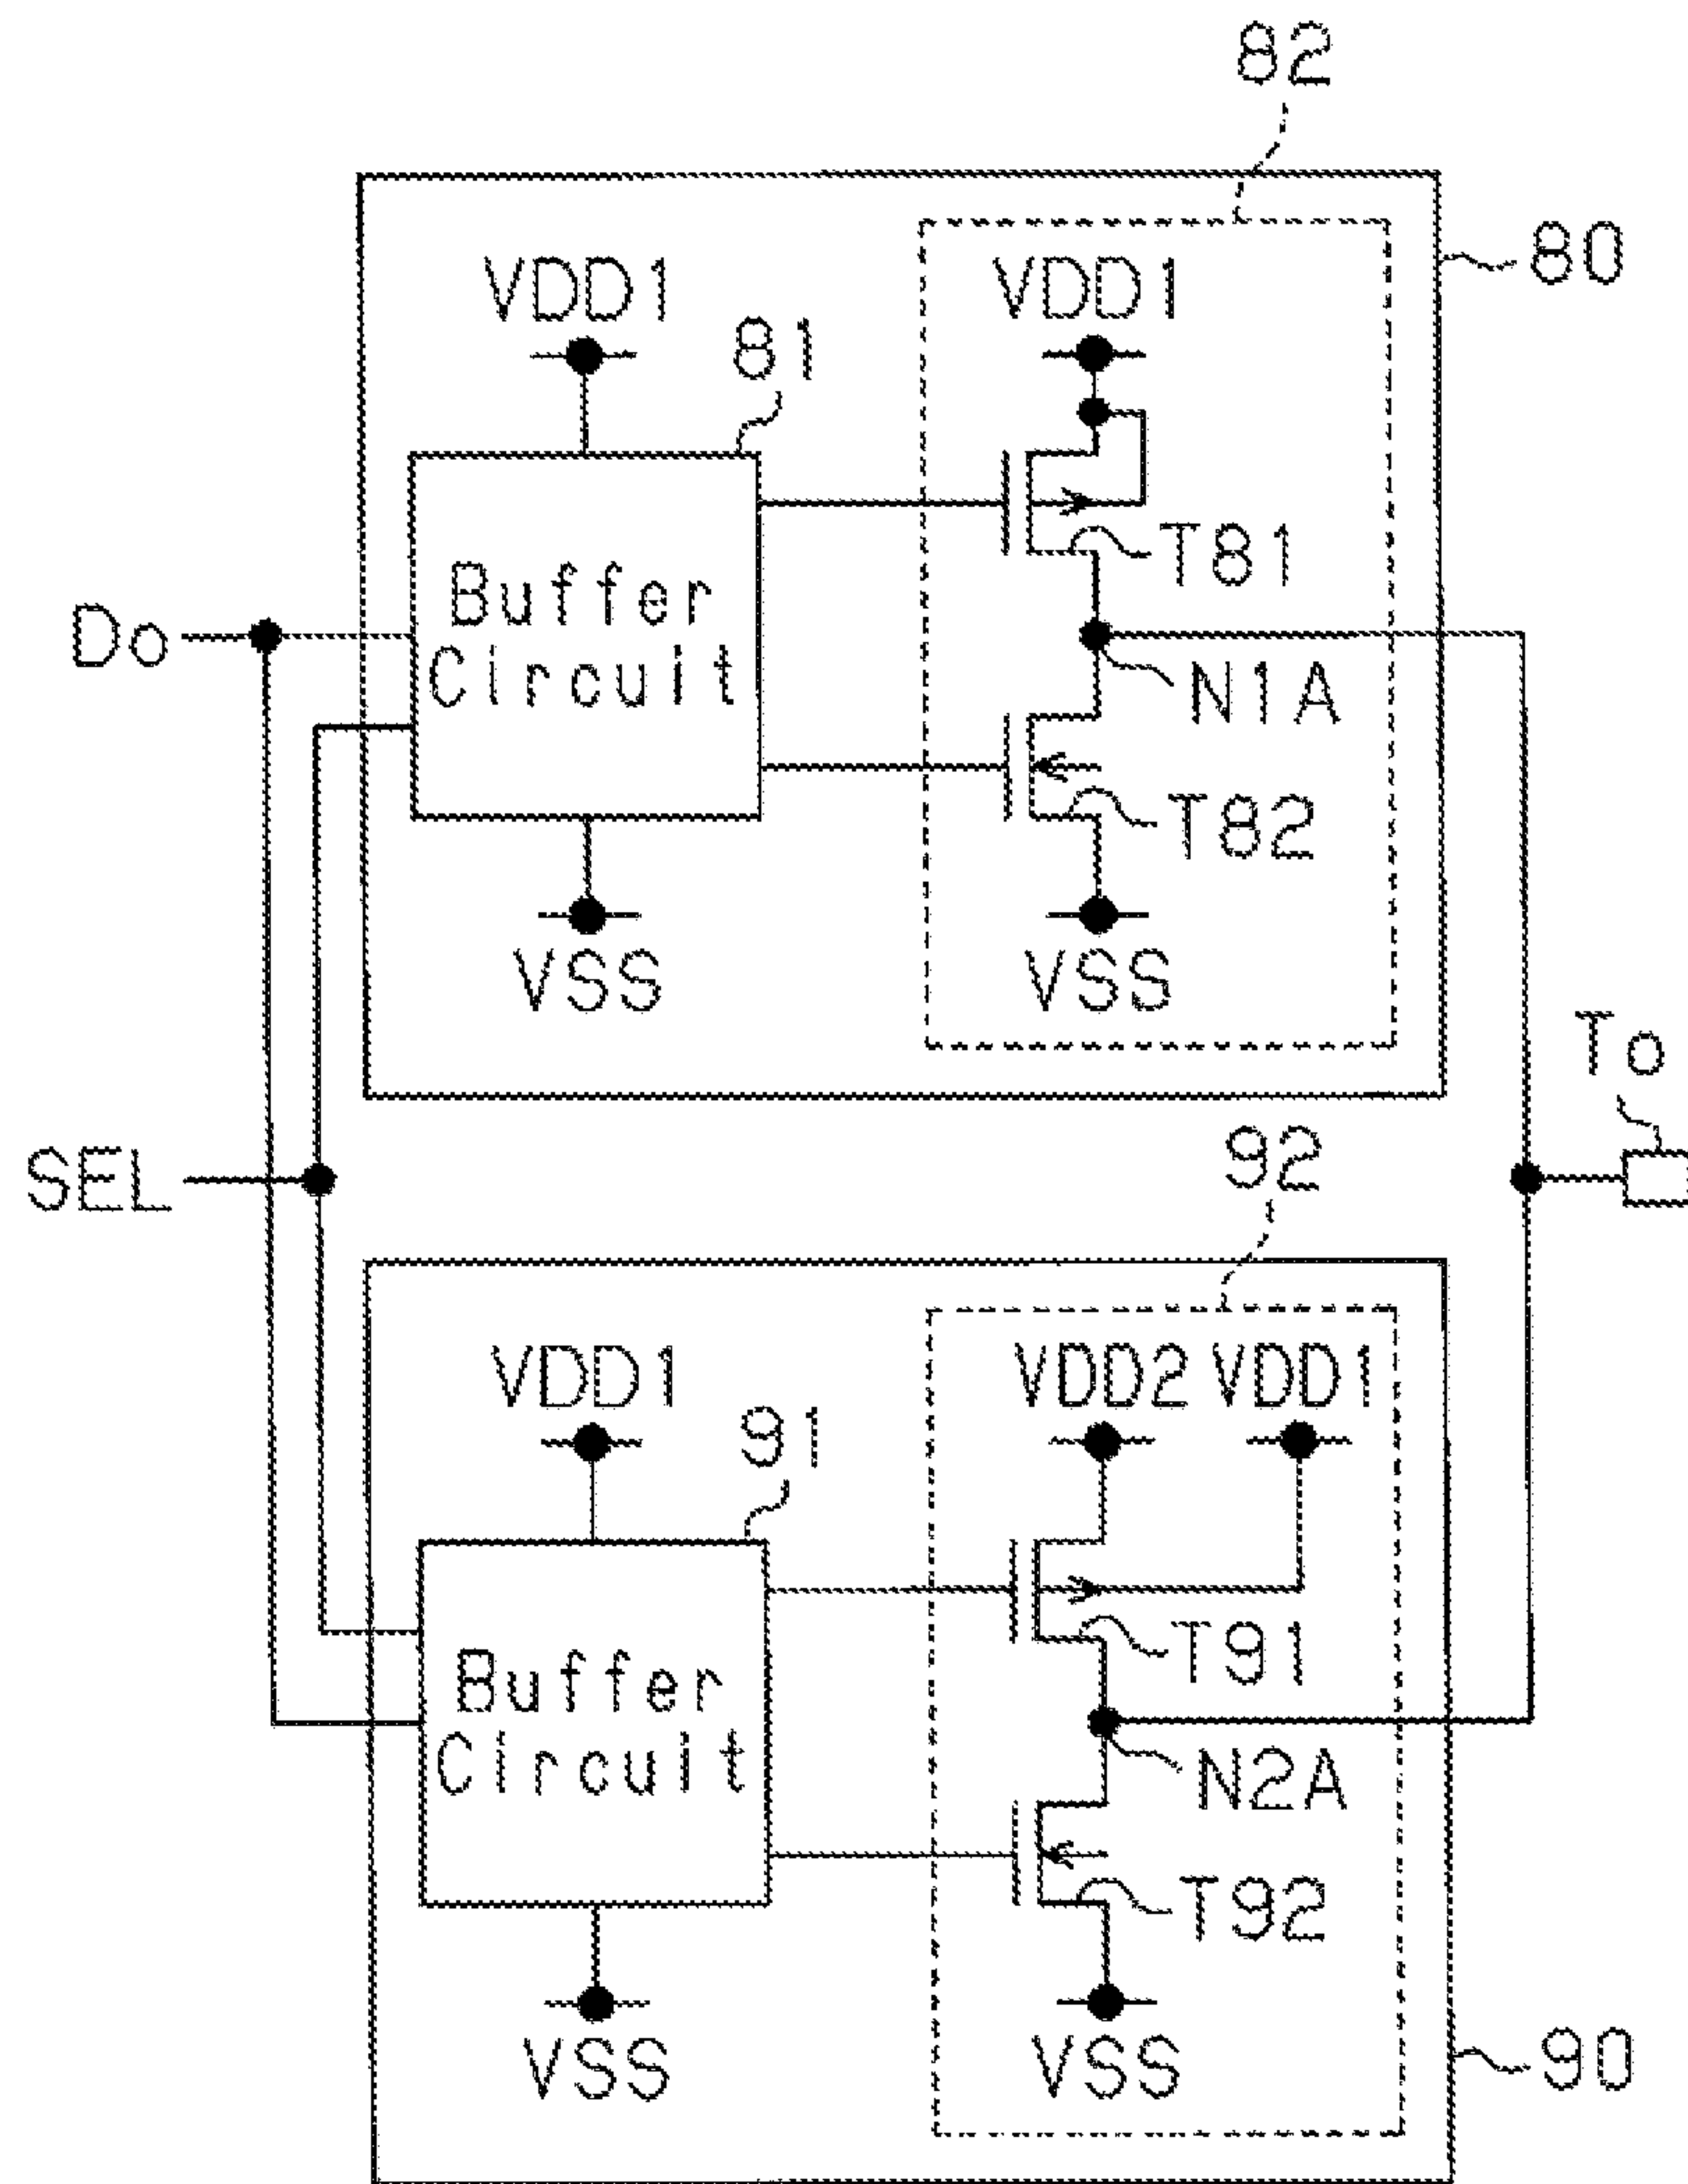 82
80
VDD1
VDD1
81
T81
Buffer
Circuit
Do
N1A
T82
VSS
VSS
To
SEL
92
VDD1
VDD2 VDD1
91
T91
Buffer
Circuit
N2A
T92
VSS
VSS
90